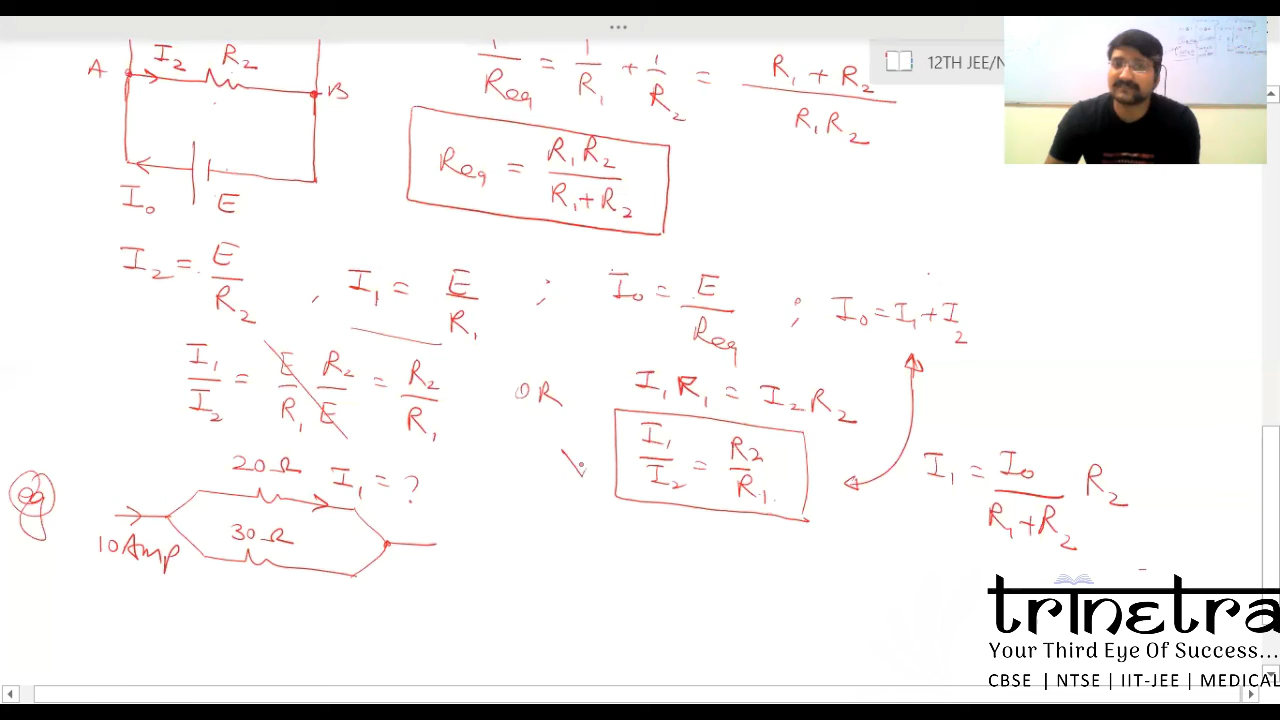 12TH JEE/N
A I₂ R₂ B
1/Req = 1/R₁ + 1/R₂ = R₁ + R₂ / R₁R₂
Req = R₁R₂ / R₁+R₂
I₀ E
I₂ = E/R₂ , I₁ = E/R₁ ; I₀ = E/Req ; I₀ = I₁ + I₂
I₁/I₂ = E/R₁ R₂/E = R₂/R₁ OR I₁R₁ = I₂R₂
I₁/I₂ = R₂/R₁
I₁ = I₀/R₁+R₂ R₂
eg 20Ω I₁ = ?
30Ω
10 Amp
trinetra
Your Third Eye Of Success...
CBSE | NTSE | IIT-JEE | MEDICAL